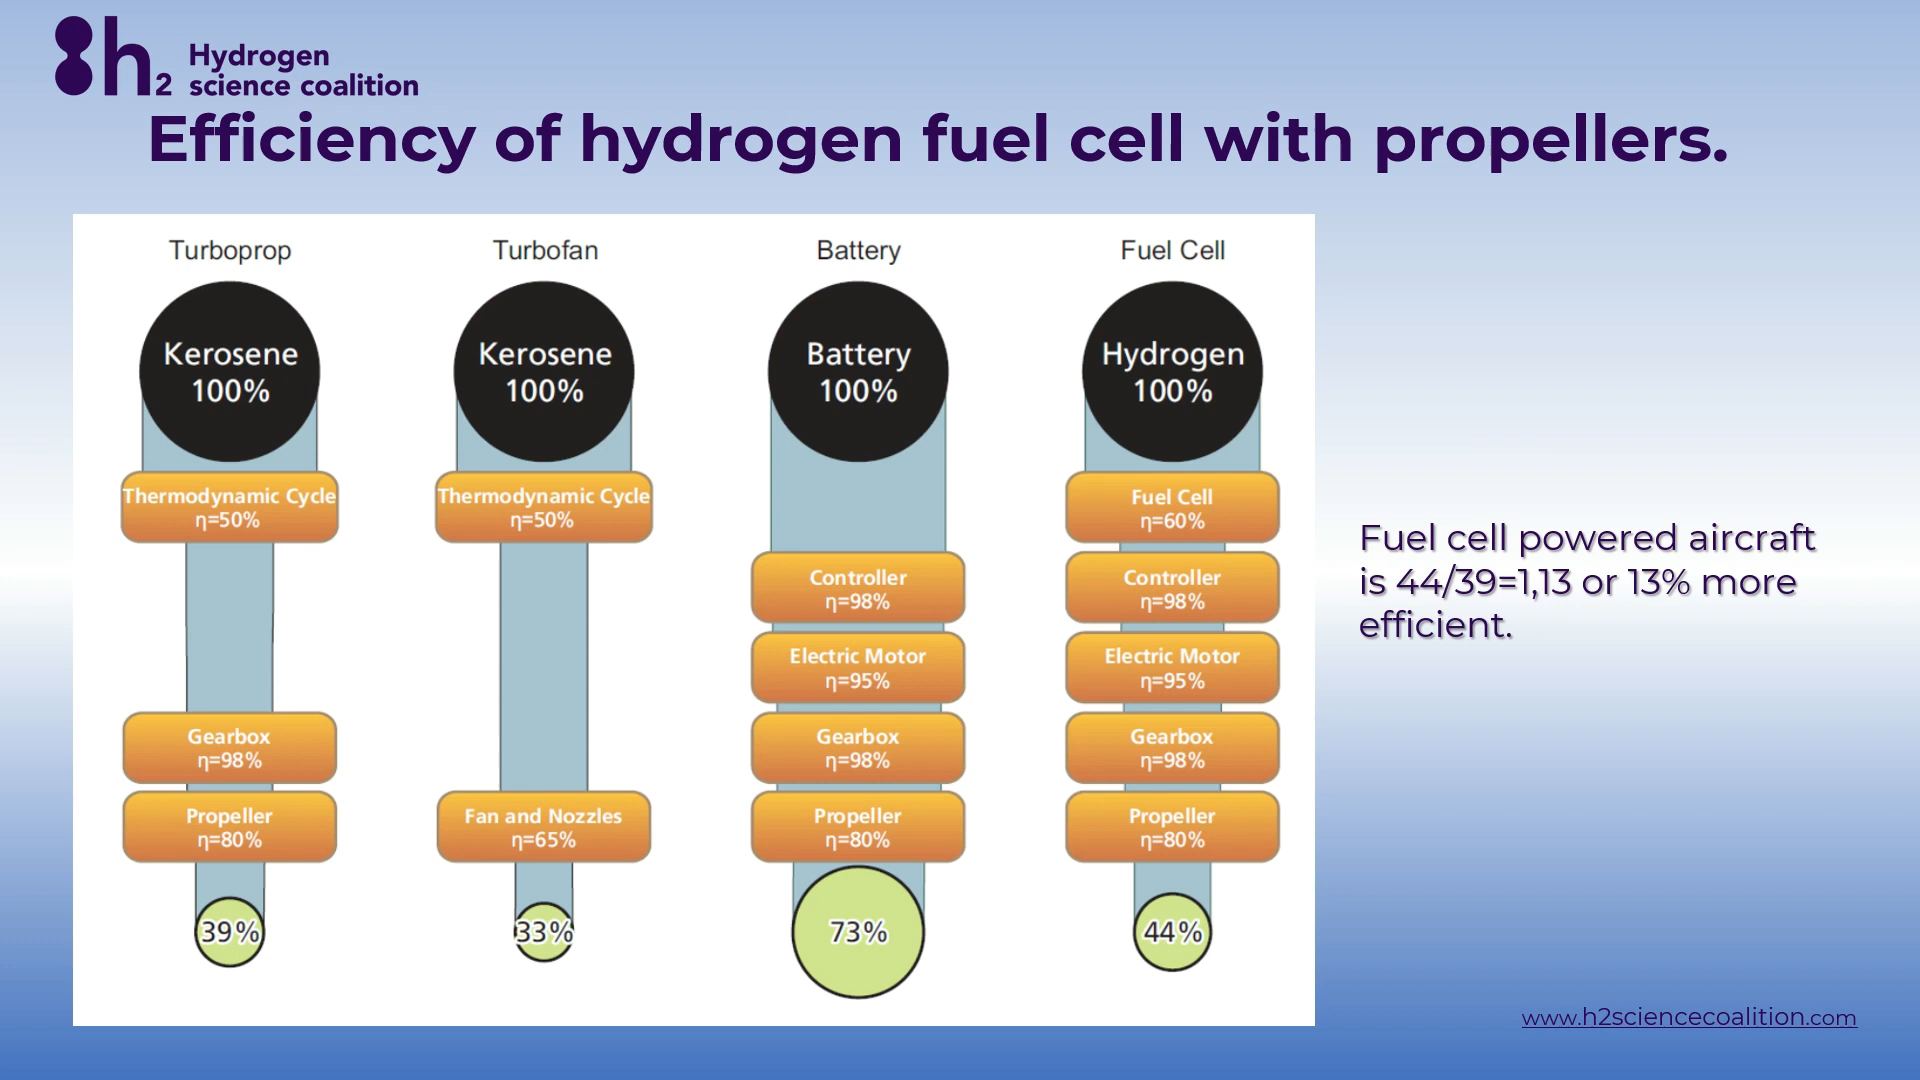 h2 Hydrogen
science coalition
Efficiency of hydrogen fuel cell with propellers.
Turboprop
Kerosene
100%
Thermodynamic Cycle
η=50%
Gearbox
η=98%
Propeller
η=80%
39%
Turbofan
Kerosene
100%
Thermodynamic Cycle
η=50%
Fan and Nozzles
η=65%
33%
Battery
Battery
100%
Controller
η=98%
Electric Motor
η=95%
Gearbox
η=98%
Propeller
η=80%
73%
Fuel Cell
Hydrogen
100%
Fuel Cell
η=60%
Controller
η=98%
Electric Motor
η=95%
Gearbox
η=98%
Propeller
η=80%
44%
Fuel cell powered aircraft
is 44/39=1,13 or 13% more
efficient.
www.h2sciencecoalition.com